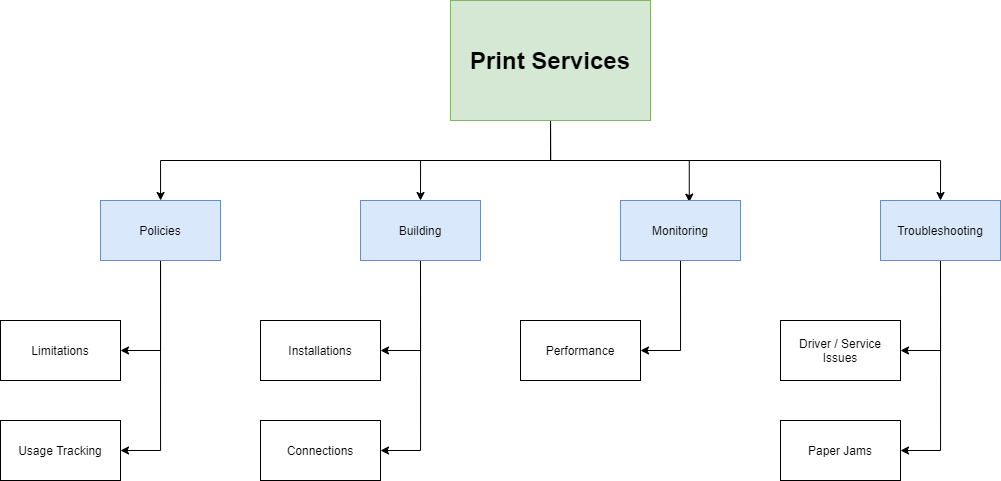 Print Services
Policies
Building
Monitoring
Troubleshooting
Limitations
Installations
Performance
Driver / Service
Issues
Usage Tracking
Connections
Paper Jams